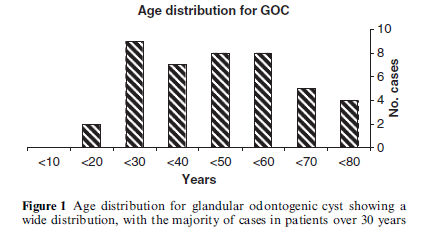 Age distribution for GOC
10
8
6
4
2
0
No. cases
<10 <20 <30 <40 <50 <60 <70 <80
Years
Figure 1 Age distribution for glandular odontogenic cyst showing a
wide distribution, with the majority of cases in patients over 30 years